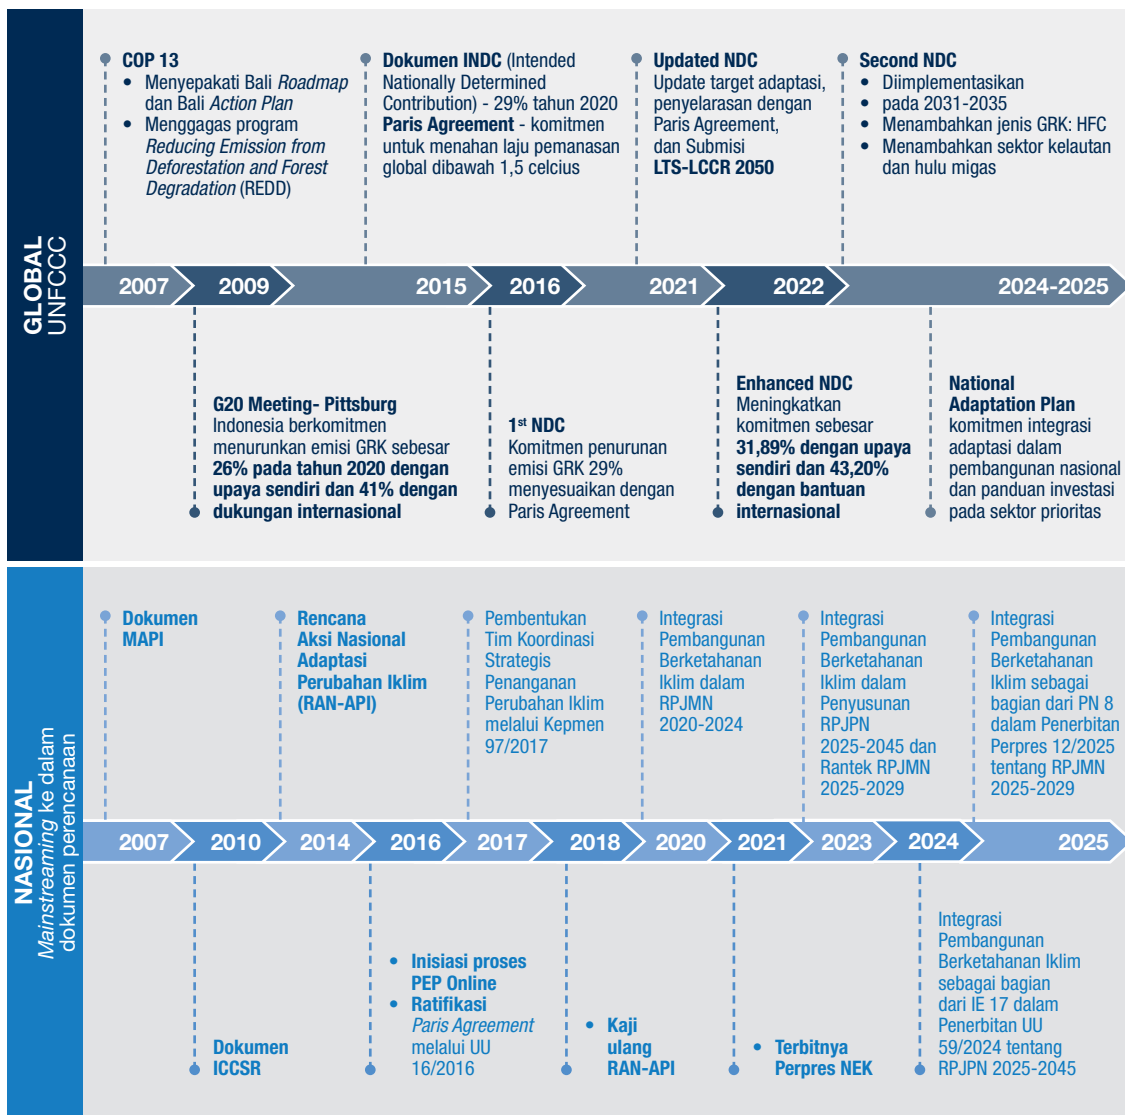 GLOBAL
UNFCCC
COP 13
• Menyepakati Bali Roadmap
dan Bali Action Plan
• Menggagas program
Reducing Emission from
Deforestation and Forest
Degradation (REDD)
Dokumen INDC (Intended
Nationally Determined
Contribution) - 29% tahun 2020
Paris Agreement - komitmen
untuk menahan laju pemanasan
global dibawah 1,5 celcius
Updated NDC
Update target adaptasi,
penyelarasan dengan
Paris Agreement,
dan Submisi
LTS-LCCR 2050
Second NDC
• Diimplementasikan
• pada 2031-2035
• Menambahkan jenis GRK: HFC
• Menambahkan sektor kelautan
dan hulu migas
2007
2009
2015
2016
2021
2022
2024-2025
G20 Meeting- Pittsburg
Indonesia berkomitmen
menurunkan emisi GRK sebesar
26% pada tahun 2020 dengan
upaya sendiri dan 41% dengan
dukungan internasional
1st NDC
Komitmen penurunan
emisi GRK 29%
menyesuaikan dengan
Paris Agreement
Enhanced NDC
Meningkatkan
komitmen sebesar
31,89% dengan upaya
sendiri dan 43,20%
dengan bantuan
internasional
National
Adaptation Plan
komitmen integrasi
adaptasi dalam
pembangunan nasional
dan panduan investasi
pada sektor prioritas
NASIONAL
Mainstreaming ke dalam
dokumen perencanaan
Dokumen
MAPI
Rencana
Aksi Nasional
Adaptasi
Perubahan Iklim
(RAN-API)
Pembentukan
Tim Koordinasi
Strategis
Penanganan
Perubahan Iklim
melalui Kepmen
97/2017
Integrasi
Pembangunan
Berketahanan
Iklim dalam
RPJMN
2020-2024
Integrasi
Pembangunan
Berketahanan
Iklim dalam
Penyusunan
RPJPN
2025-2045 dan
Rantek RPJMN
2025-2029
Integrasi
Pembangunan
Berketahanan
Iklim sebagai
bagian dari PN 8
dalam Penerbitan
Perpres 12/2025
tentang RPJMN
2025-2029
2007
2010
2014
2016
2017
2018
2020
2021
2023
2024
2025
Dokumen
ICCSR
• Inisiasi proses
PEP Online
• Ratifikasi
Paris Agreement
melalui UU
16/2016
• Kaji
ulang
RAN-API
• Terbitnya
Perpres NEK
Integrasi
Pembangunan
Berketahanan Iklim
sebagai bagian
dari IE 17 dalam
Penerbitan UU
59/2024 tentang
RPJPN 2025-2045